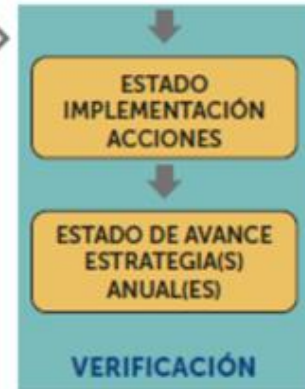 ESTADO
IMPLEMENTACIÓN
ACCIONES
ESTADO DE AVANCE
ESTRATEGIA(S)
ANUAL(ES)
VERIFICACIÓN